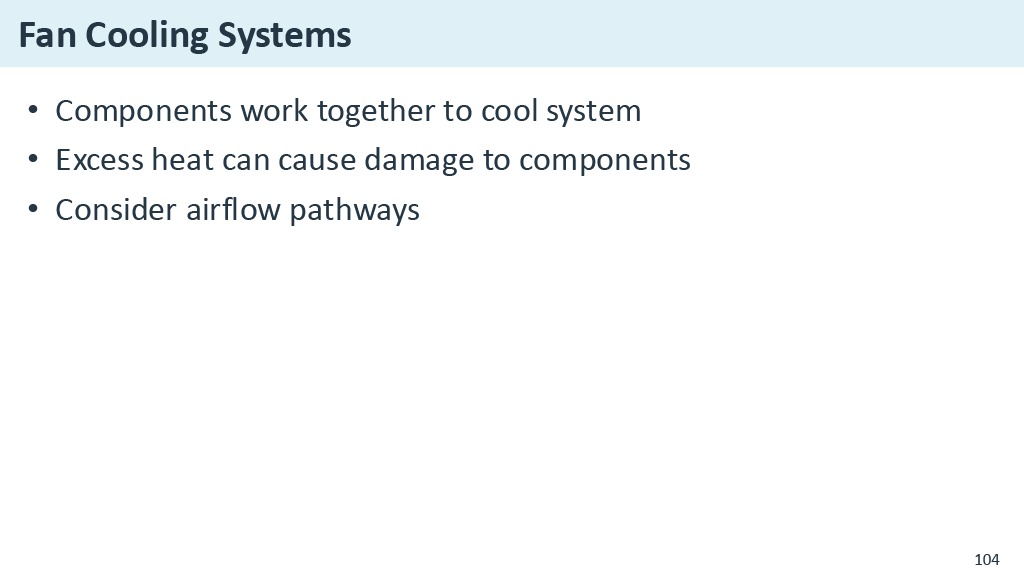 Fan Cooling Systems
• Components work together to cool system
• Excess heat can cause damage to components
• Consider airflow pathways
104